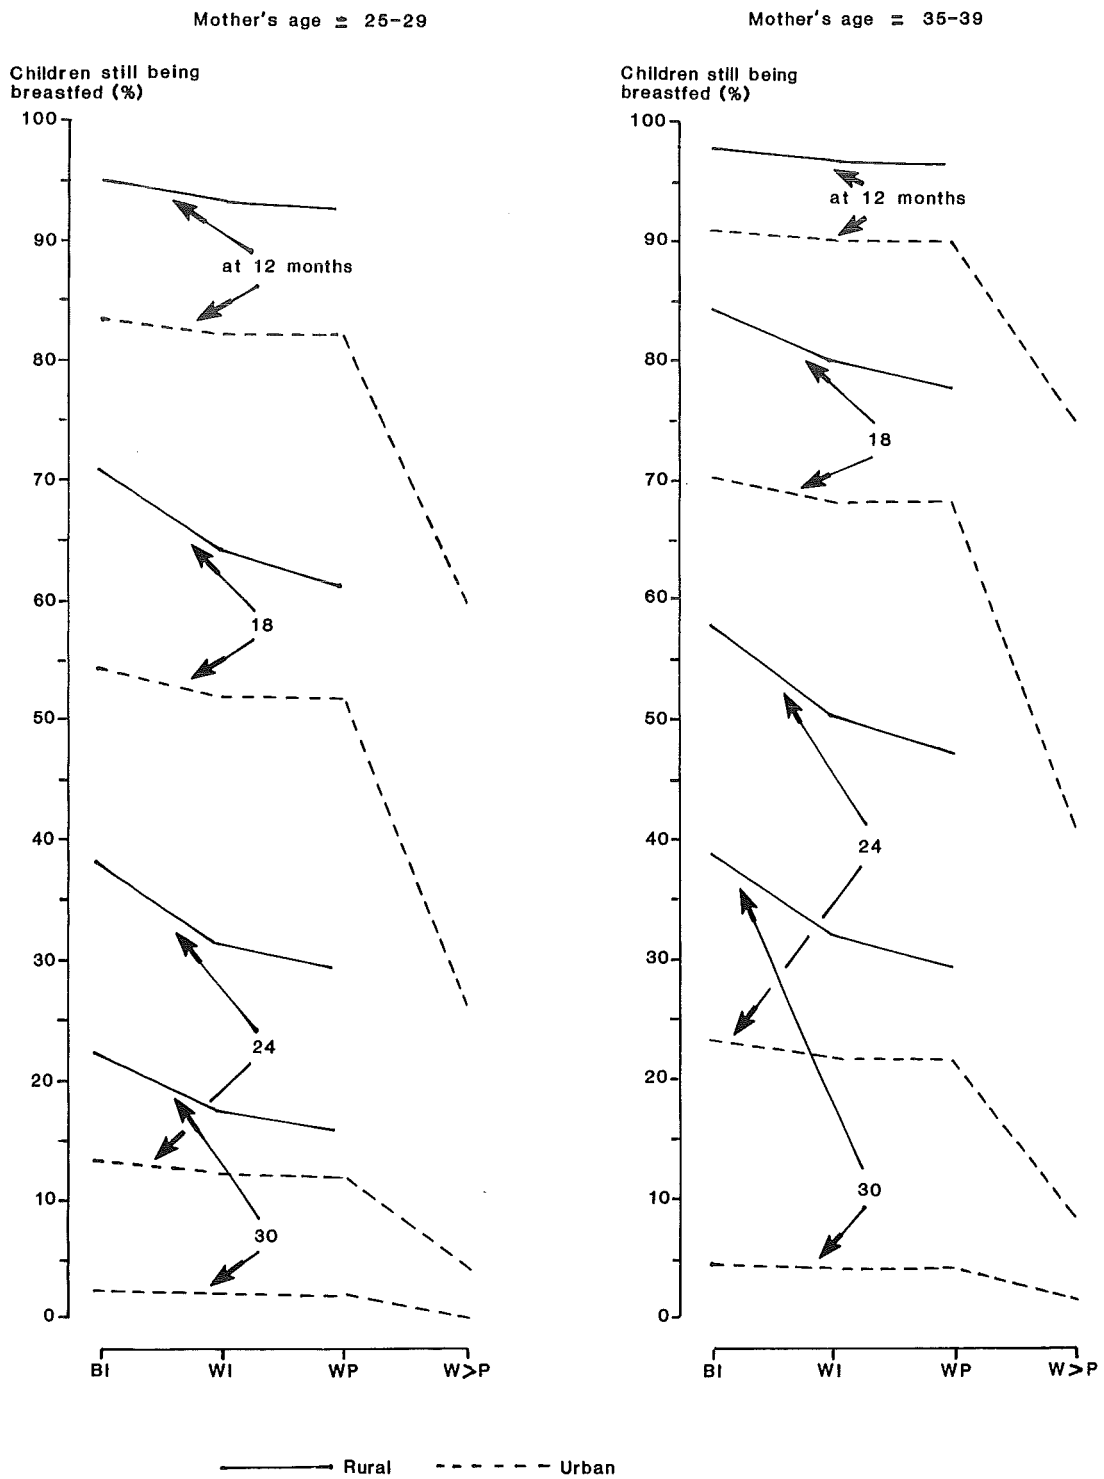 Mother's age = 25-29
Children still being
breastfed (%)
100
90
80
70
60
50
40
30
20
10
0
at 12 months
18
24
30
BI WI WP W>P
Mother's age = 35-39
Children still being
breastfed (%)
100
90
80
70
60
50
40
30
20
10
0
at 12 months
18
24
30
BI WI WP W>P
Rural Urban